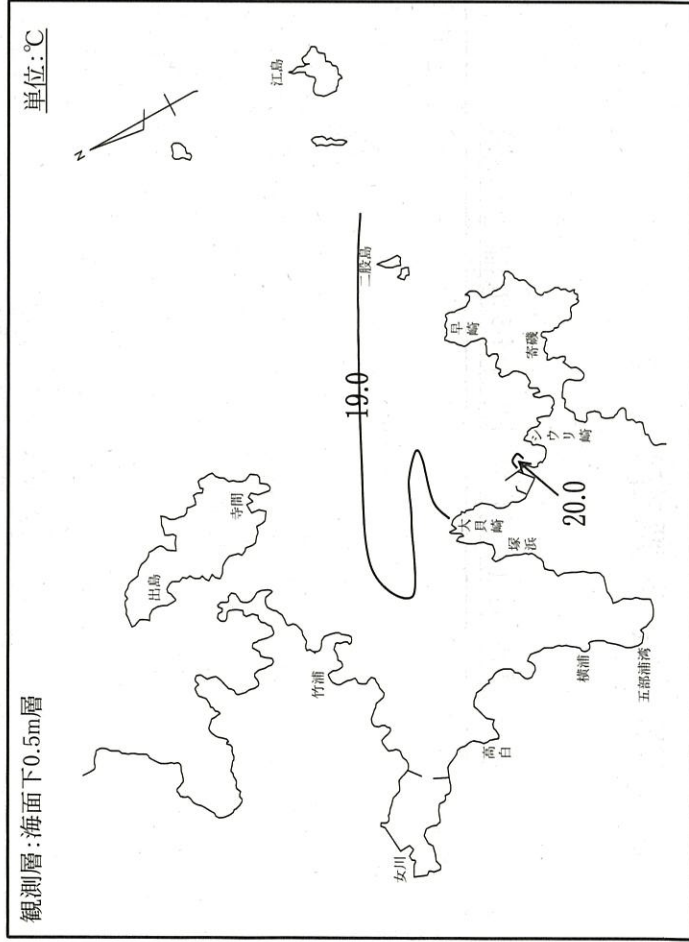 観測層:海面下0.5m層
単位:℃
N
江島
二股島
19.0
早崎
寄磯
シウリ崎
20.0
大貝崎
塚浜
寺間
出島
竹浦
横浦
五部浦湾
高白
女川